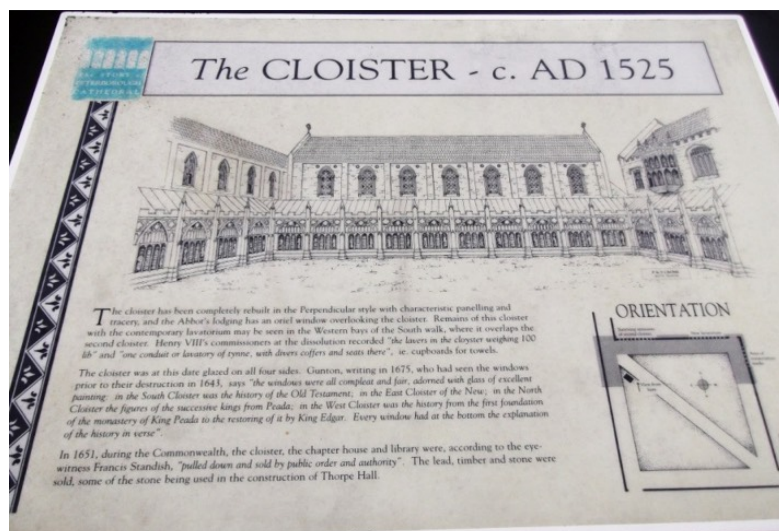 THE STORY of
PETERBOROUGH
CATHEDRAL
The CLOISTER - c. AD 1525
The cloister has been completely rebuilt in the Perpendicular style with characteristic panelling and
tracery, and the Abbot's lodging has an oriel window overlooking the cloister. Remains of this cloister
with the contemporary lavatorium may be seen in the Western bays of the South walk, where it overlaps the
second cloister. Henry VIII's commissioners at the dissolution recorded "the lavers in the cloyster weighing 100
lib" and "one conduit or lavatory of tynne, with divers coffers and seats there", ie. cupboards for towels.
The cloister was at this date glazed on all four sides. Gunton, writing in 1675, who had seen the windows
prior to their destruction in 1643, says "the windows were all compleat and fair, adorned with glass of excellent
painting: in the South Cloister was the history of the Old Testament; in the East Cloister of the New; in the North
Cloister the figures of the successive kings from Peada; in the West Cloister was the history from the first foundation
of the monastery of King Peada to the restoring of it by King Edgar. Every window had at the bottom the explanation
of the history in verse".
In 1651, during the Commonwealth, the cloister, the chapter house and library were, according to the eye-
witness Francis Standish, "pulled down and sold by public order and authority". The lead, timber and stone were
sold, some of the stone being used in the construction of Thorpe Hall.
ORIENTATION